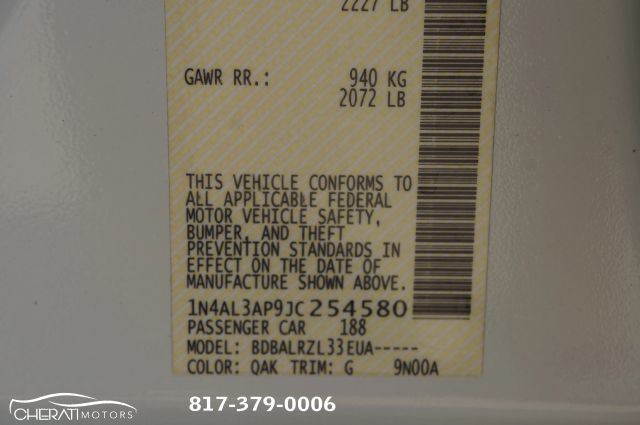 2227 LB
GAWR RR.: 940 KG
2072 LB
THIS VEHICLE CONFORMS TO
ALL APPLICABLE FEDERAL
MOTOR VEHICLE SAFETY,
BUMPER, AND THEFT
PREVENTION STANDARDS IN
EFFECT ON THE DATE OF
MANUFACTURE SHOWN ABOVE.
1N4AL3AP9JC254580
PASSENGER CAR 188
MODEL: BDBALRZL33EUA-----
COLOR: QAK TRIM: G 9N00A
CHERATI MOTORS 817-379-0006